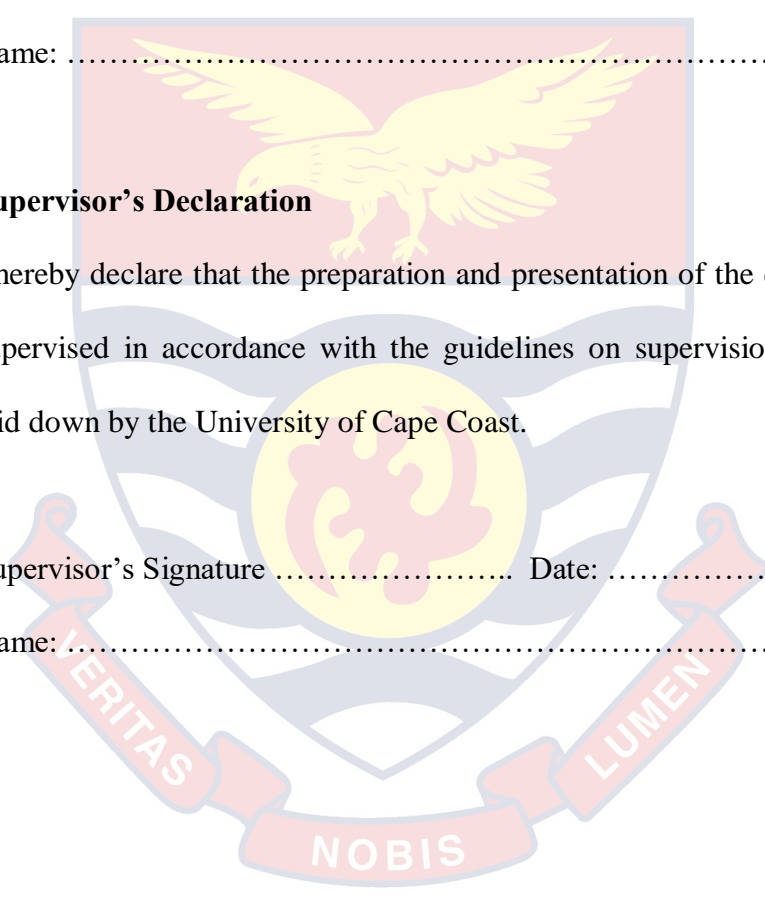 ame: ……………………………………………………………
upervisor’s Declaration
hereby declare that the preparation and presentation of the
upervised in accordance with the guidelines on supervisio
id down by the University of Cape Coast.
upervisor’s Signature ………………….. Date: ……………
ame: ……………………………………………………………
VERITAS
NOBIS
LUMEN